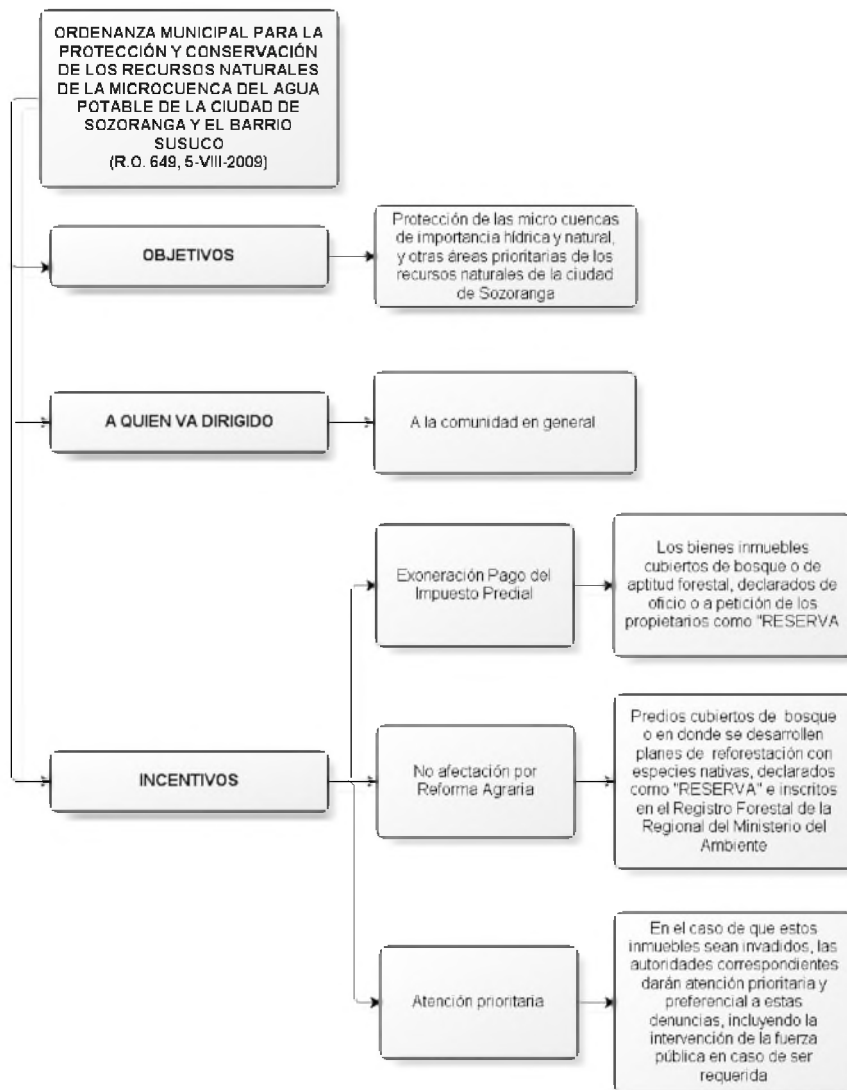 ORDENANZA MUNICIPAL PARA LA
PROTECCIÓN Y CONSERVACIÓN
DE LOS RECURSOS NATURALES
DE LA MICROCUENCA DEL AGUA
POTABLE DE LA CIUDAD DE
SOZORANGA Y EL BARRIO
SUSUCO
(R.O. 649, 5-VIII-2009)
OBJETIVOS
Protección de las micro cuencas
de importancia hídrica y natural,
y otras áreas prioritarias de los
recursos naturales de la ciudad
de Sozoranga
A QUIEN VA DIRIGIDO
A la comunidad en general
INCENTIVOS
Exoneración Pago del
Impuesto Predial
Los bienes inmuebles
cubiertos de bosque o de
aptitud forestal, declarados de
oficio o a petición de los
propietarios como "RESERVA
No afectación por
Reforma Agraria
Predios cubiertos de bosque
o en donde se desarrollen
planes de reforestación con
especies nativas, declarados
como "RESERVA" e inscritos
en el Registro Forestal de la
Regional del Ministerio del
Ambiente
Atención prioritaria
En el caso de que estos
inmuebles sean invadidos, las
autoridades correspondientes
darán atención prioritaria y
preferencial a estas
denuncias, incluyendo la
intervención de la fuerza
pública en caso de ser
requerida